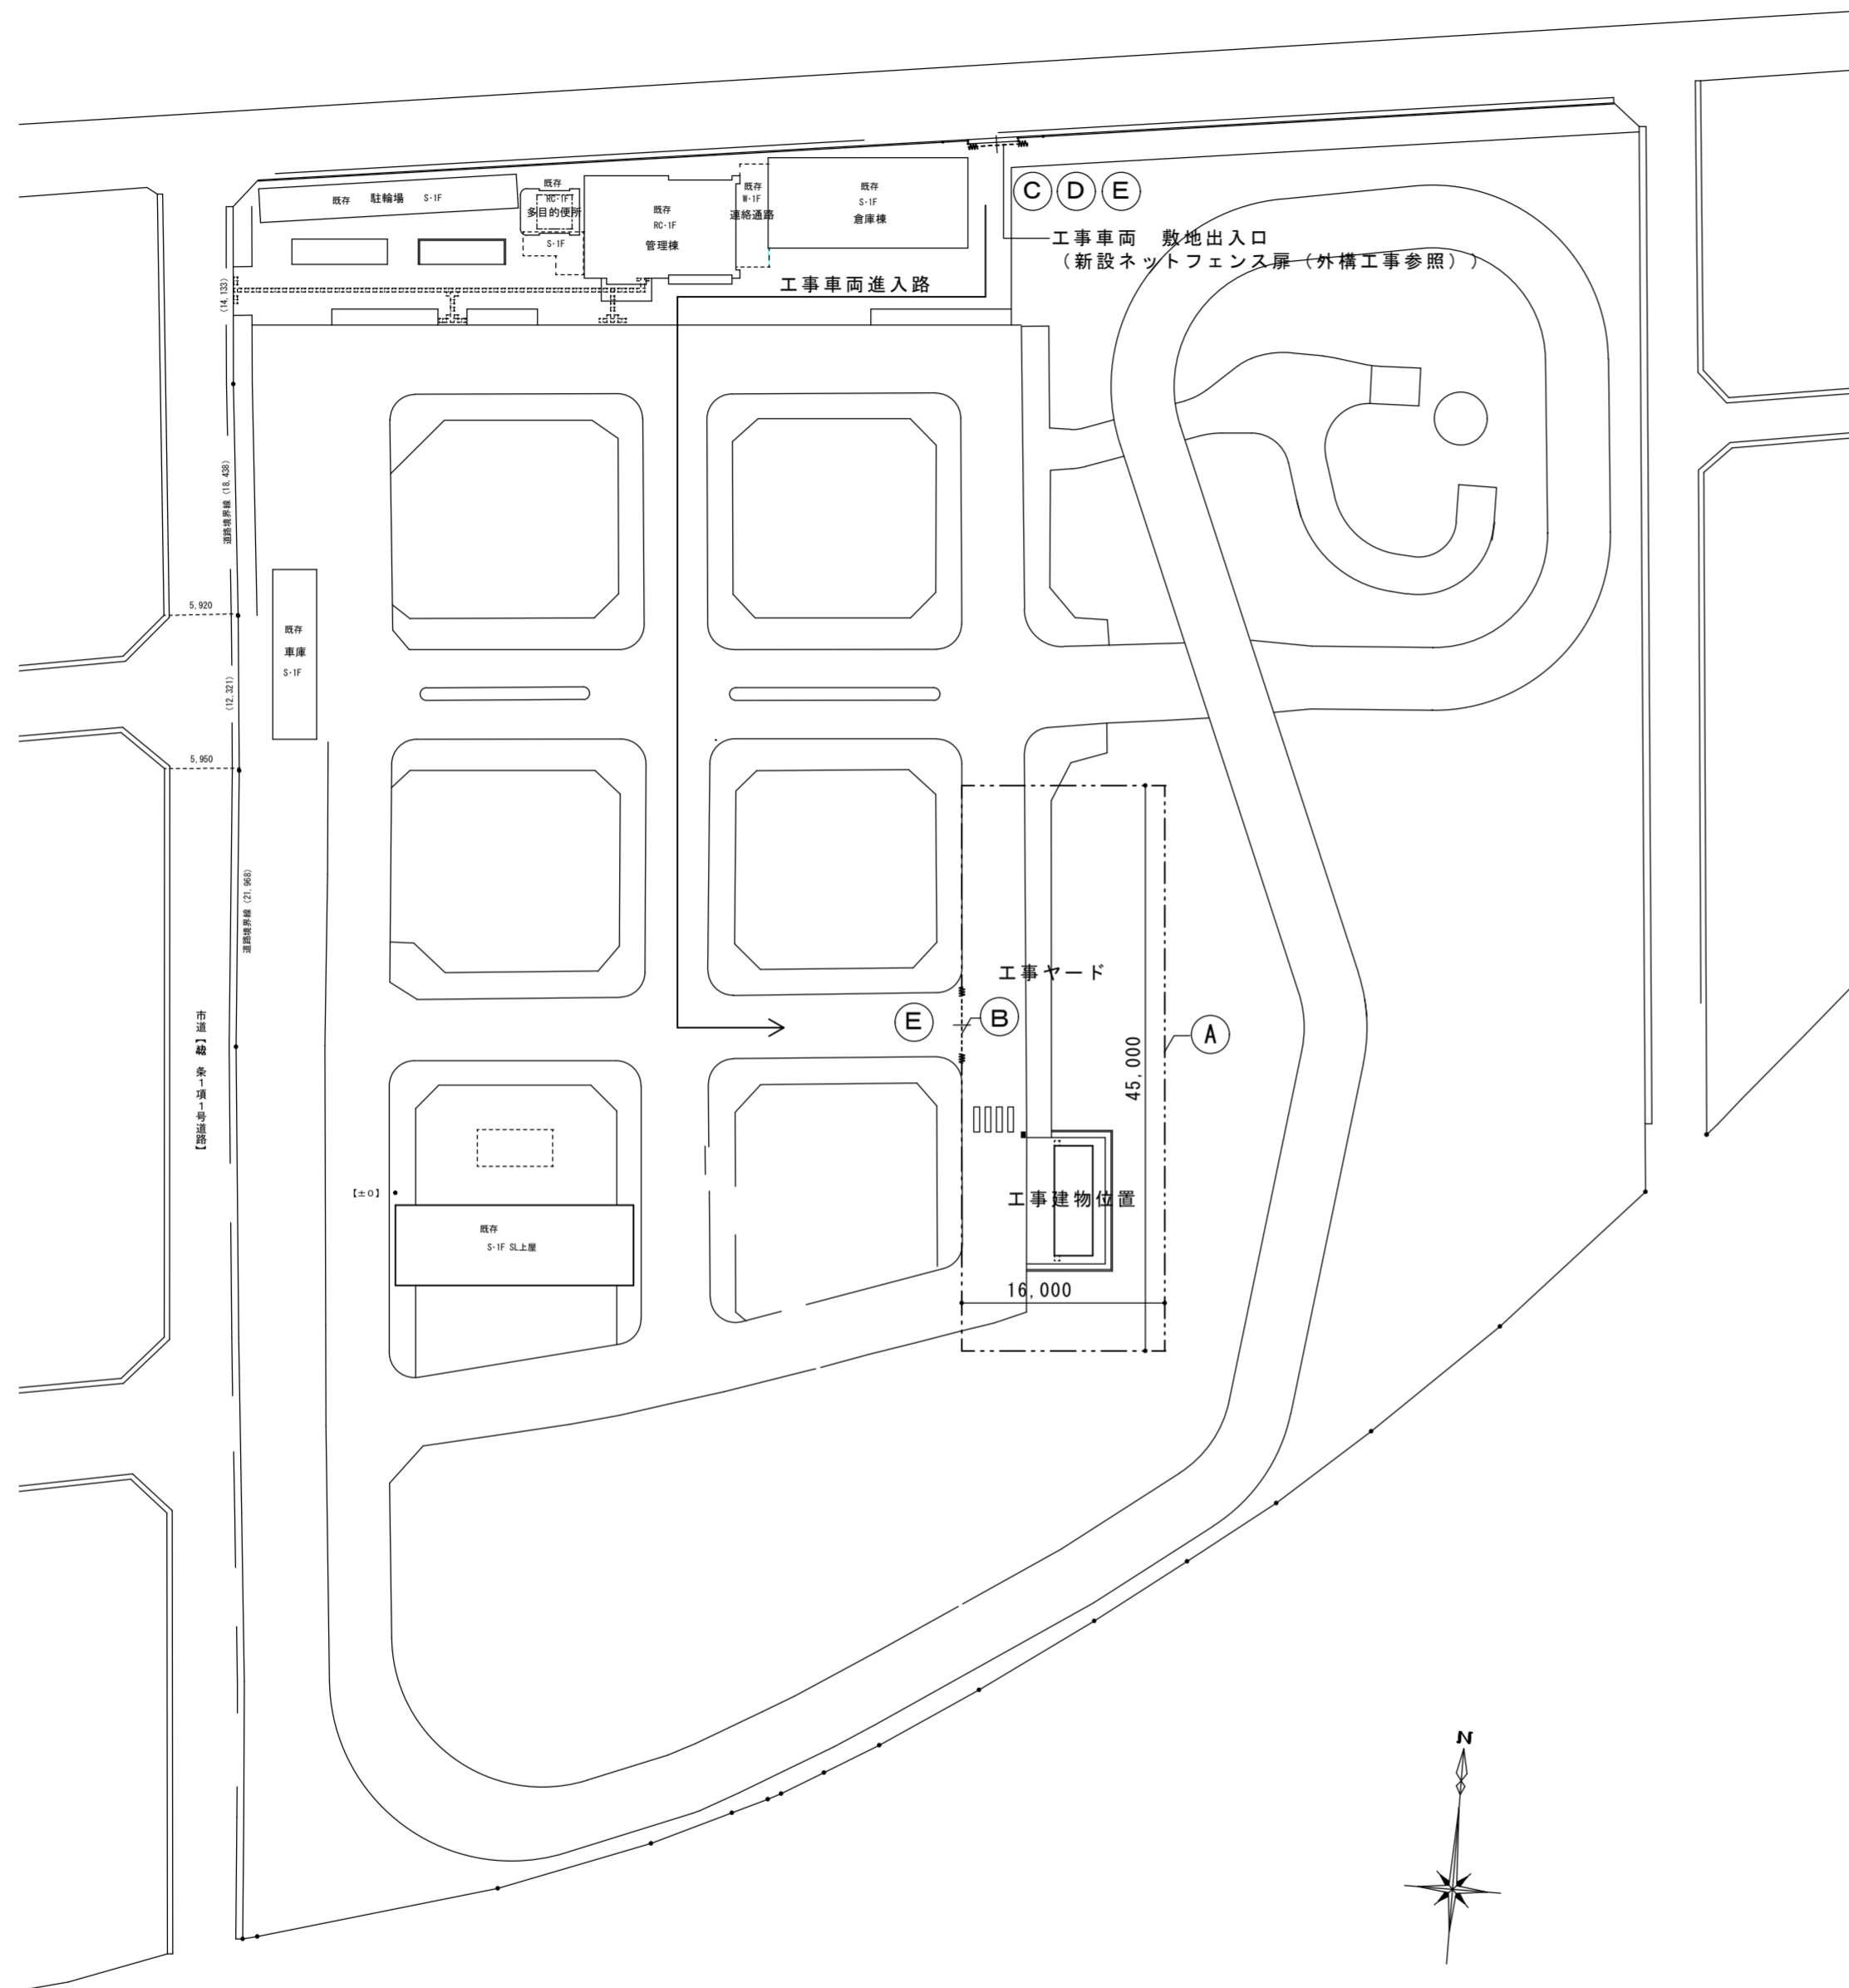 既存 駐輪場 S・1F
既存
RC・1F
多目的便所
S・1F
既存
RC・1F
管理棟
既存
W・1F
連絡通路
既存
S・1F
倉庫棟
C D E
工事車両 敷地出入口
(新設ネットフェンス扉(外構工事参照))
工事車両進入路
(14,133)
道路境界線 (18.438)
5,920
既存
車庫
S・1F
(12.321)
5,950
道路境界線 (21,968)
市道【 条1項1号道路】
工事ヤード
E
B
A
45,000
【±0】
工事建物位置
既存
S・1F SL上屋
16,000
N